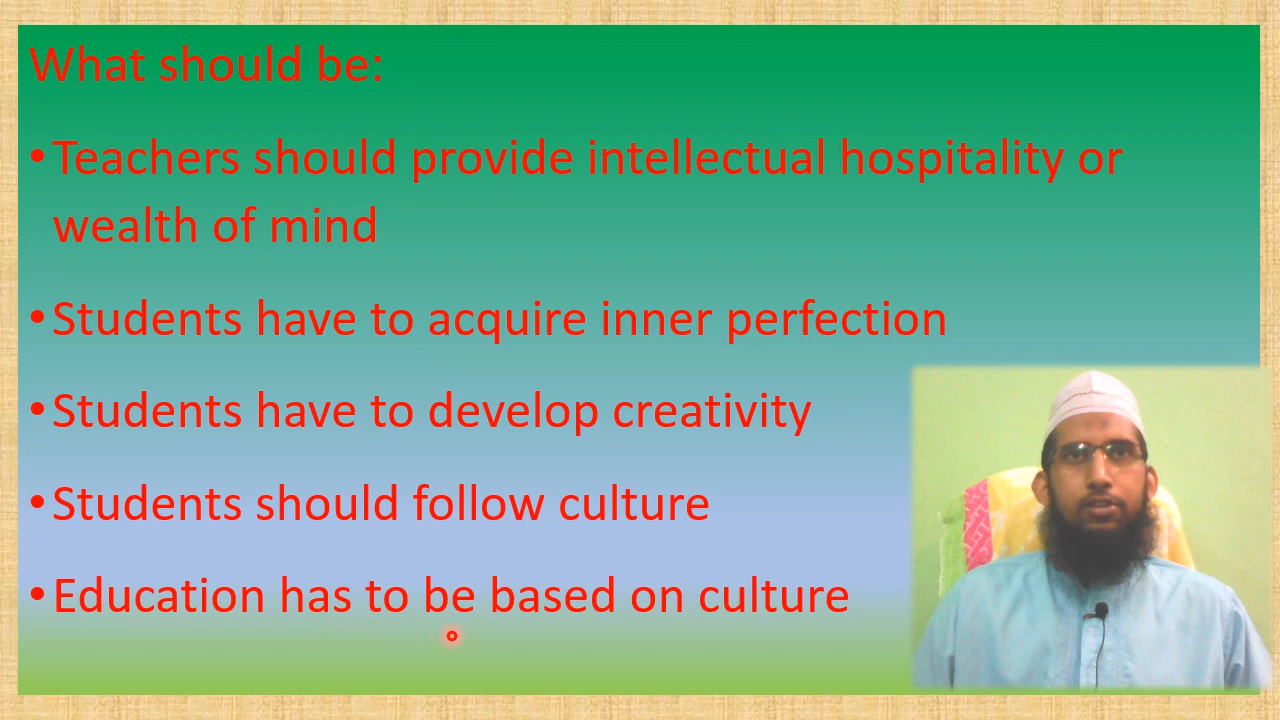 What should be:
• Teachers should provide intellectual hospitality or
wealth of mind
• Students have to acquire inner perfection
• Students have to develop creativity
• Students should follow culture
• Education has to be based on culture